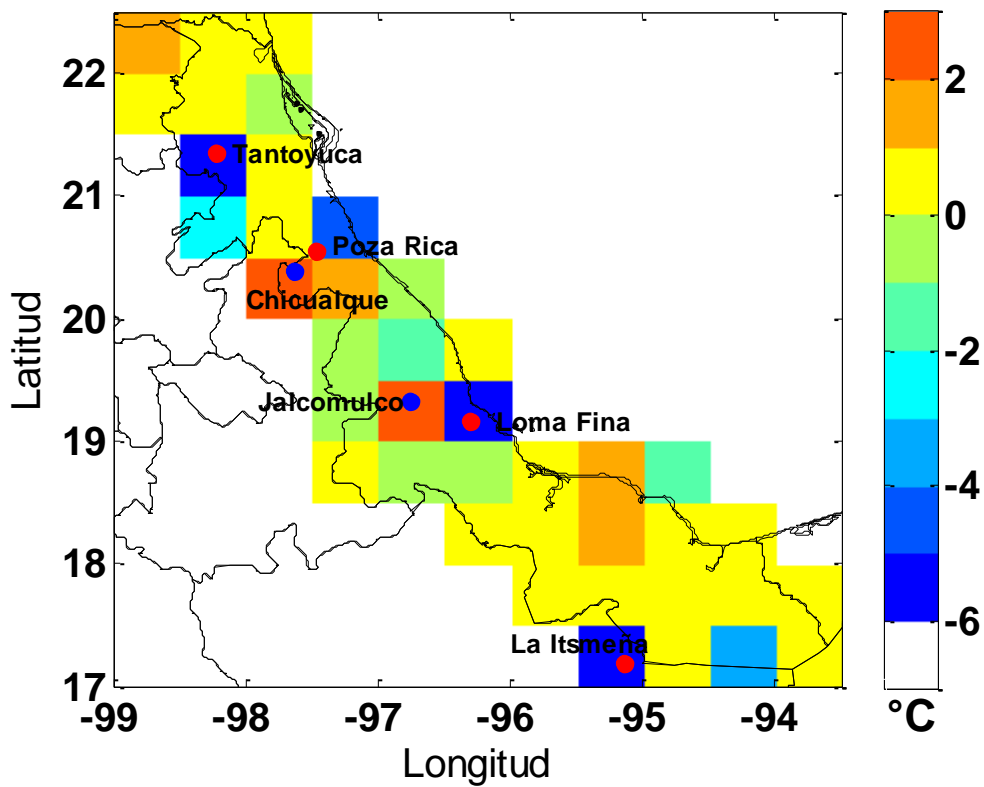 22
2
Tantoyuca
21
0
Poza Rica
Chicualque
20
-2
Jalcomulco
Loma Fina
19
-4
18
-6
La Itsmeña
17
-99 -98 -97 -96 -95 -94 °C
Longitud
Latitud